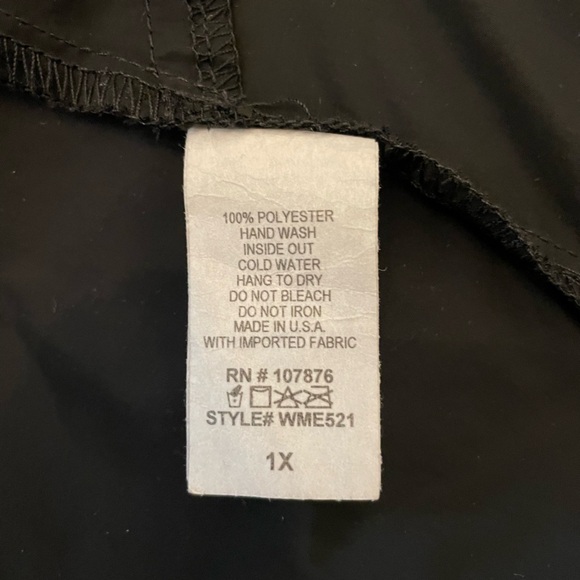 100% POLYESTER
HAND WASH
INSIDE OUT
COLD WATER
HANG TO DRY
DO NOT BLEACH
DO NOT IRON
MADE IN U.S.A.
WITH IMPORTED FABRIC
RN # 107876
STYLE# WME521
1X